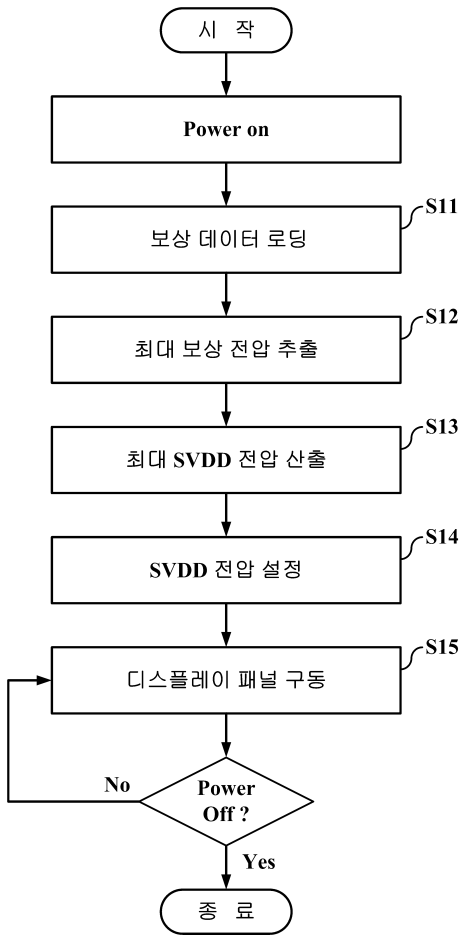 시 작
Power on
S11
보상 데이터 로딩
S12
최대 보상 전압 추출
S13
최대 SVDD 전압 산출
S14
SVDD 전압 설정
S15
디스플레이 패널 구동
No
Power
Off ?
Yes
종 료